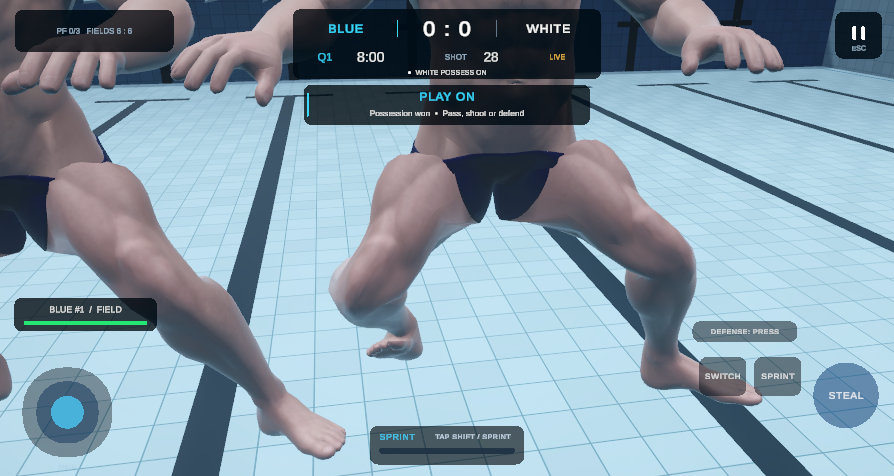 PF 0/3 FIELDS 6 : 6
BLUE 0 : 0 WHITE
Q1 8:00 SHOT 28 LIVE
• WHITE POSSESSION
PLAY ON
Possession won • Pass, shoot or defend
ESC
BLUE #1 / FIELD
DEFENSE: PRESS
SWITCH SPRINT
STEAL
SPRINT TAP SHIFT / SPRINT